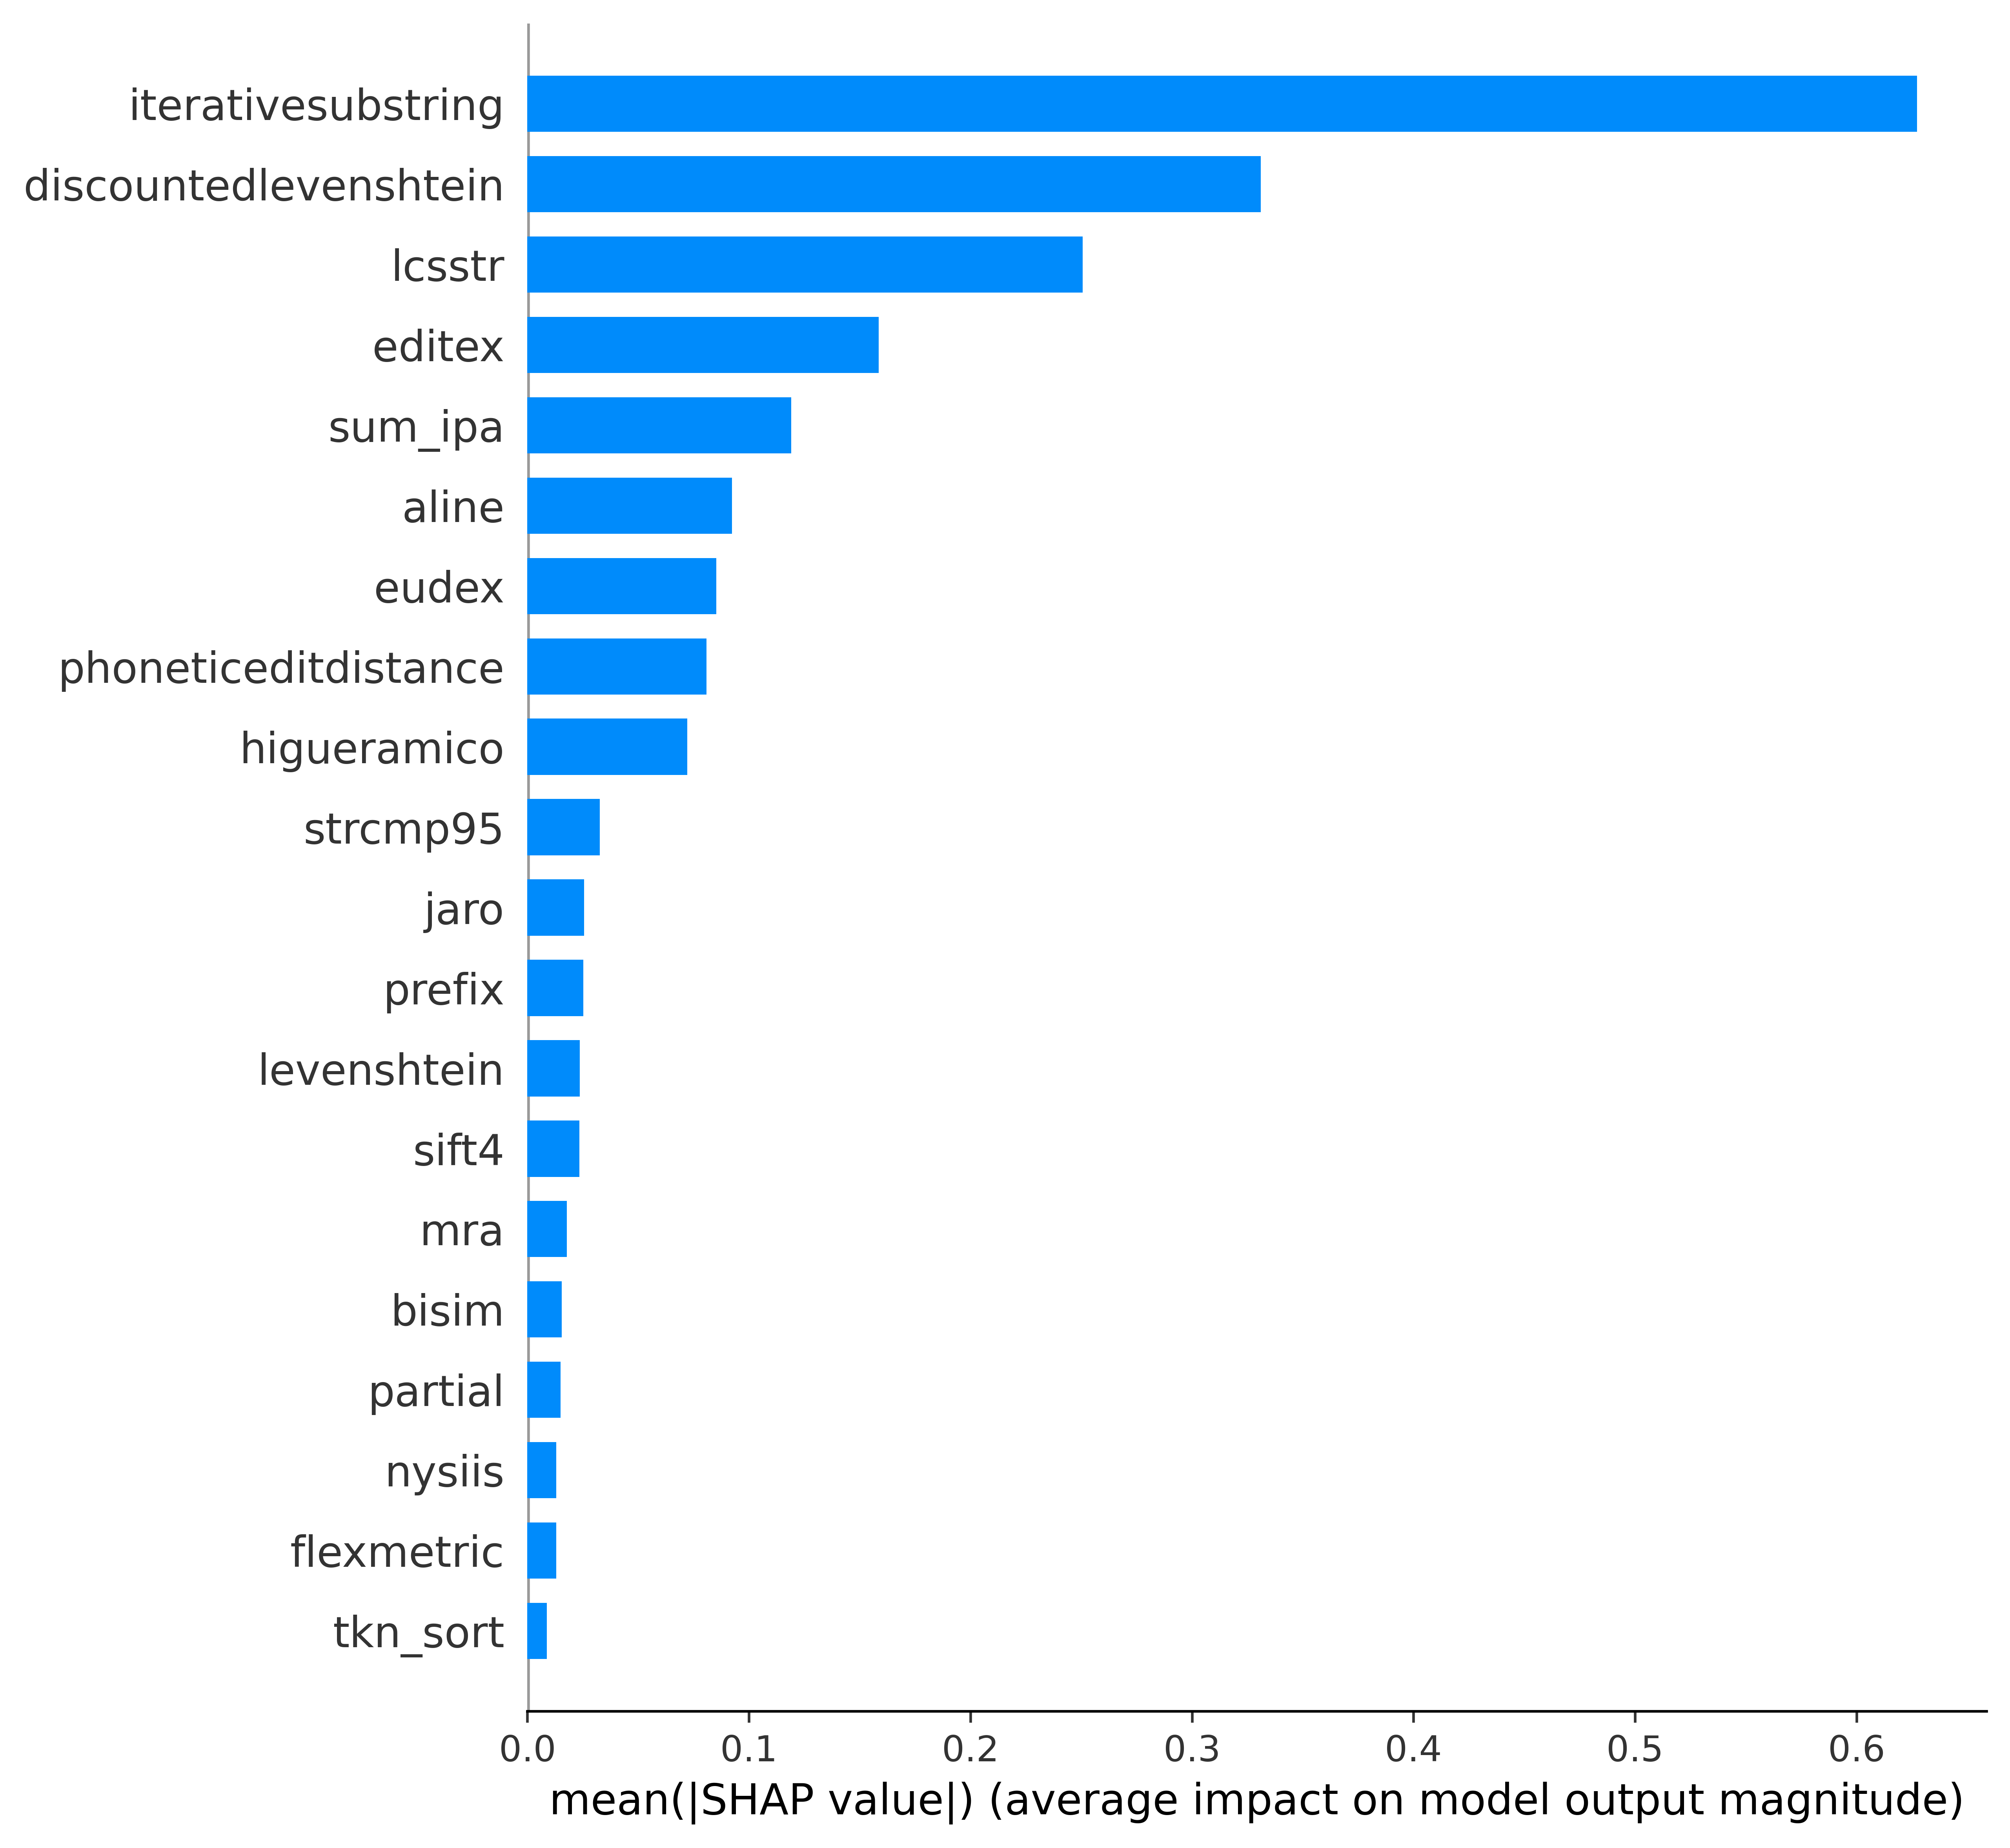 iterativesubstring
discountedlevenshtein
lcsstr
editex
sum_ipa
aline
eudex
phoneticeditdistance
higueramico
strcmp95
jaro
prefix
levenshtein
sift4
mra
bisim
partial
nysiis
flexmetric
tkn_sort
0.0 0.1 0.2 0.3 0.4 0.5 0.6
mean(|SHAP value|) (average impact on model output magnitude)